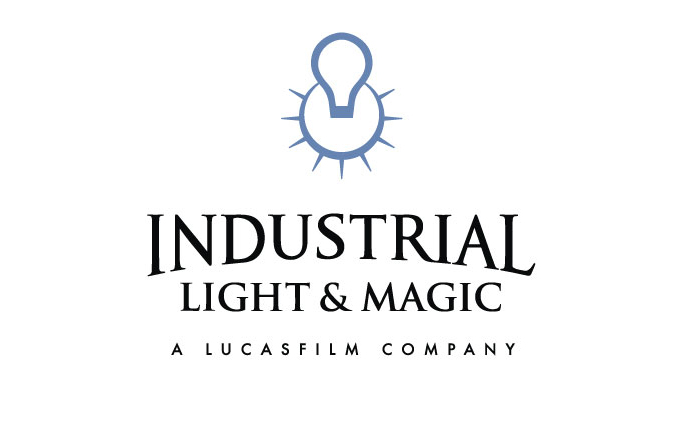 INDUSTRIAL
LIGHT & MAGIC
A LUCASFILM COMPANY